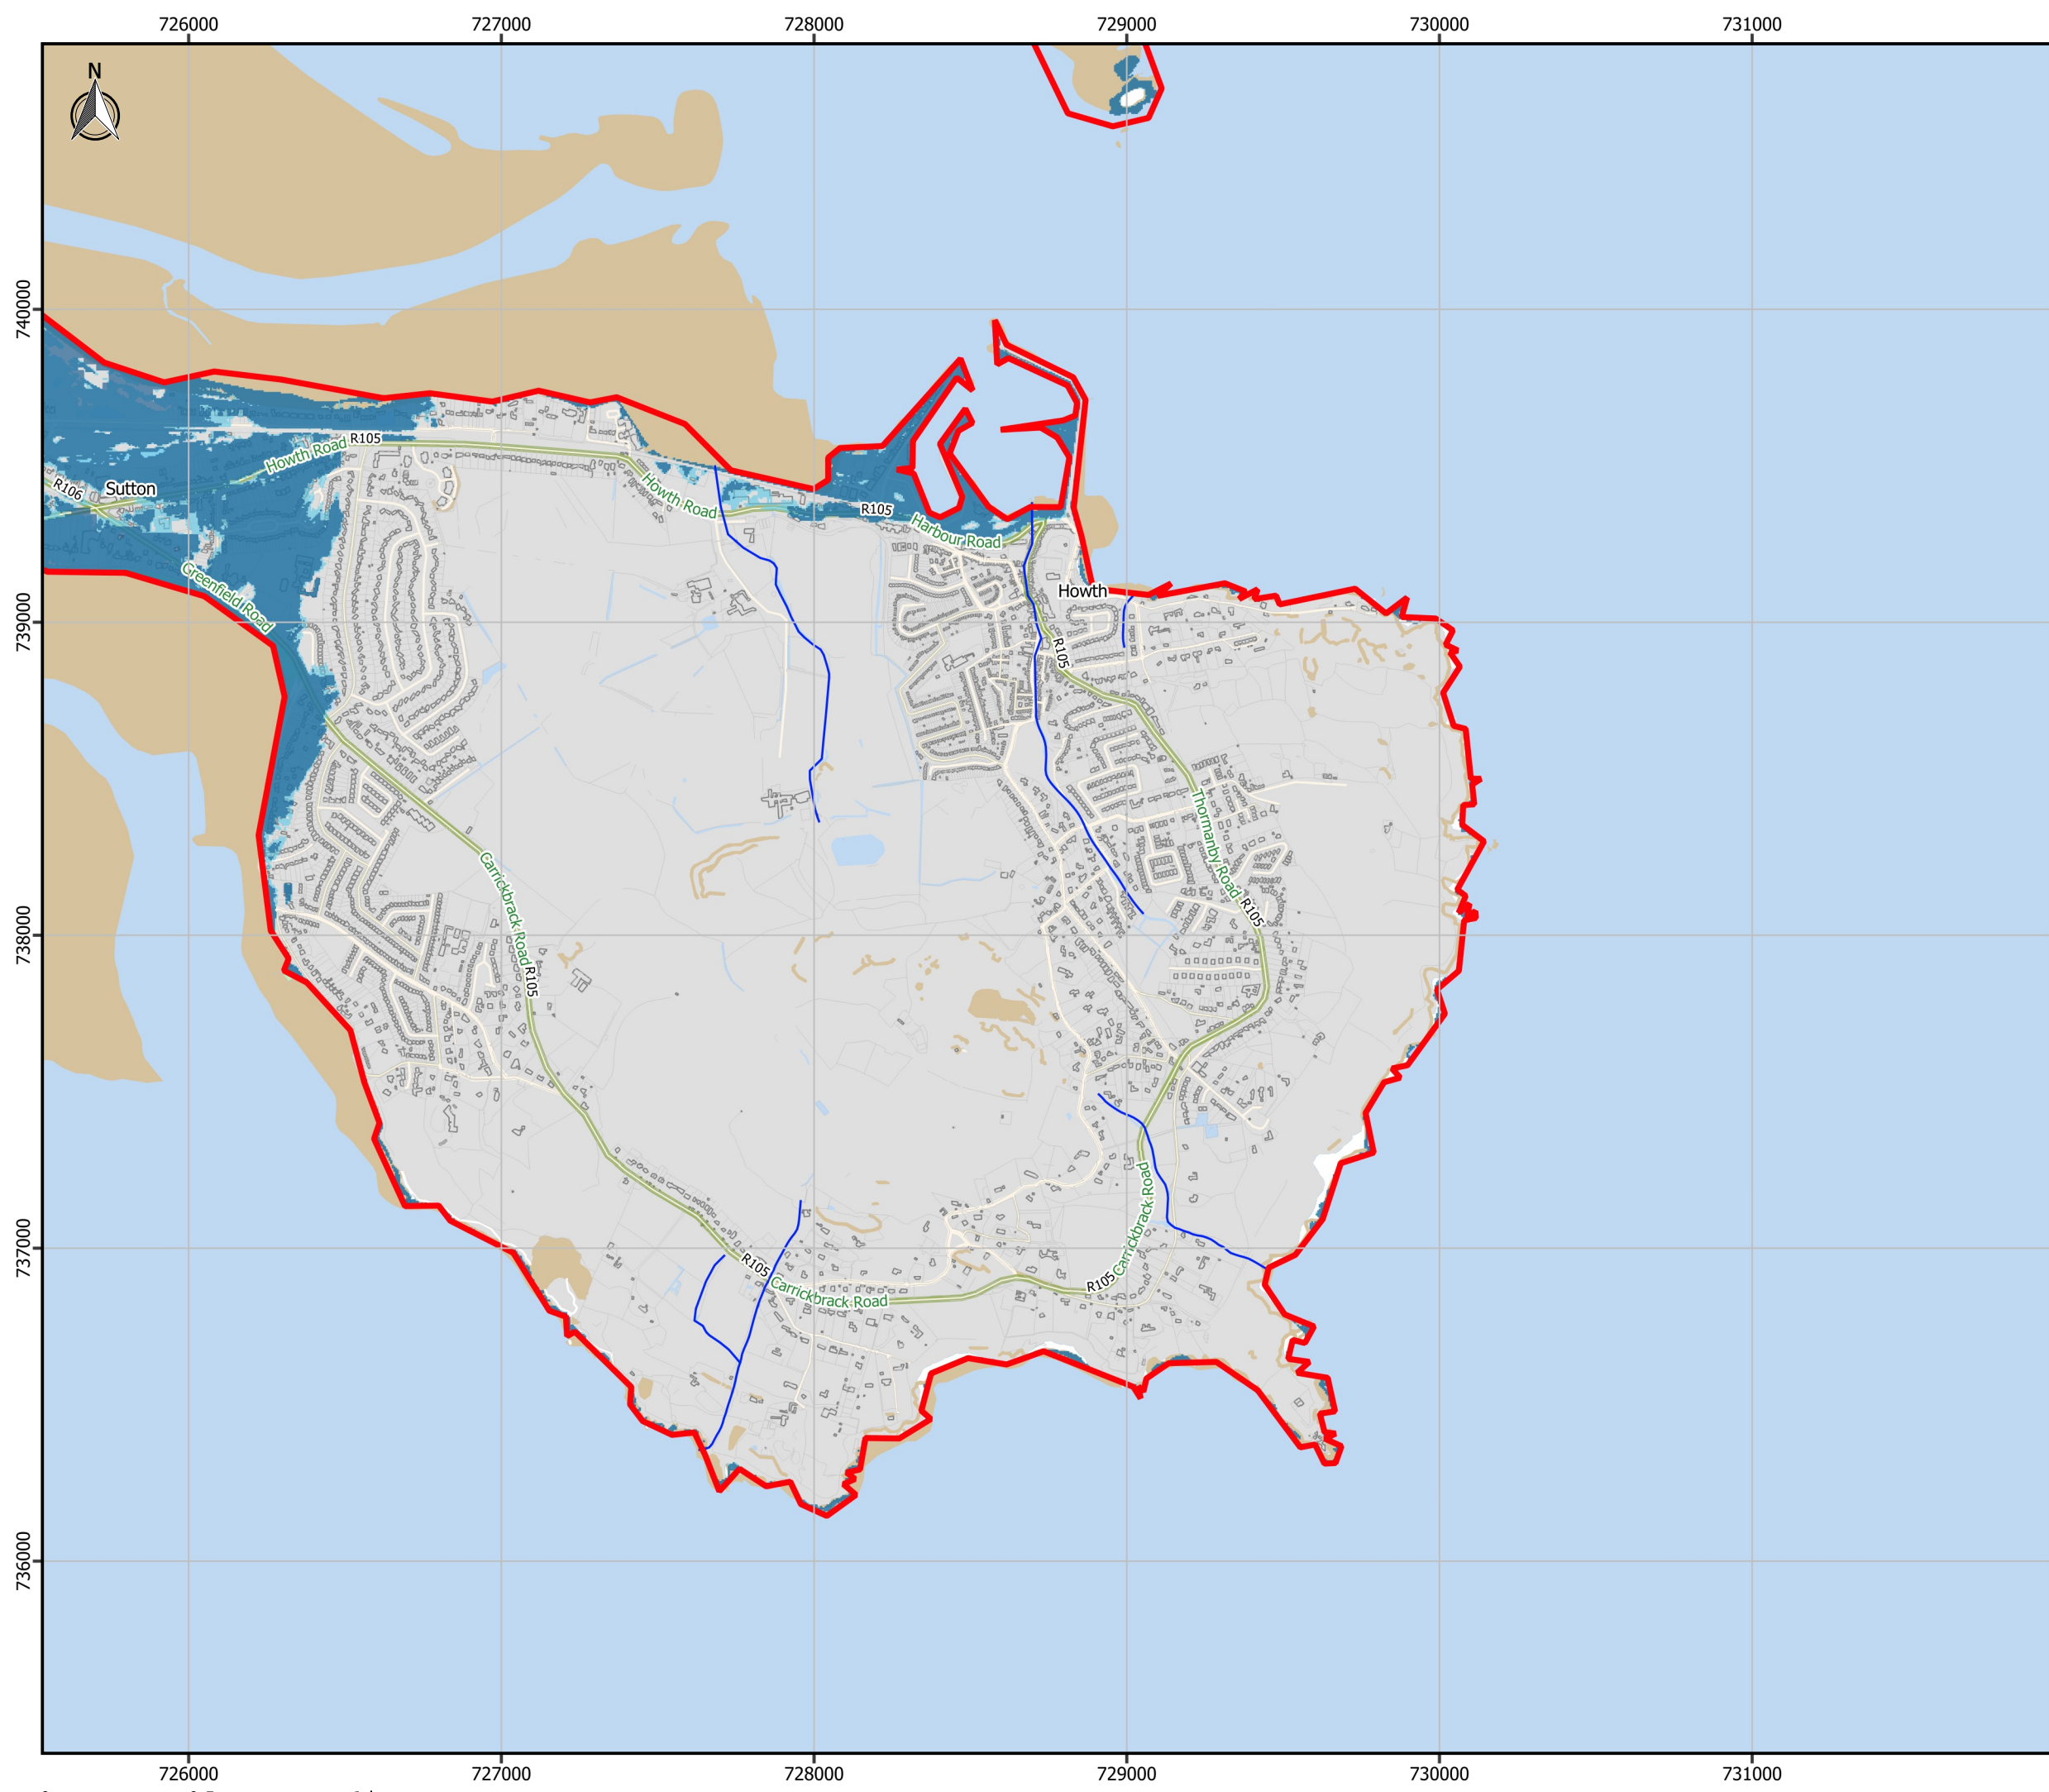 726000 727000 728000 729000 730000 731000
N
740000
R105
Howth Road
Sutton
R106
Howth Road
R105
Harbour Road
Greenfield Road
Howth
739000
R105
Thormanby Road
Carrickbrack Road
R105
738000
R105
Carrickbrack Road
737000
R105
R105
Carrickbrack Road
736000
726000 727000 728000 729000 730000 731000